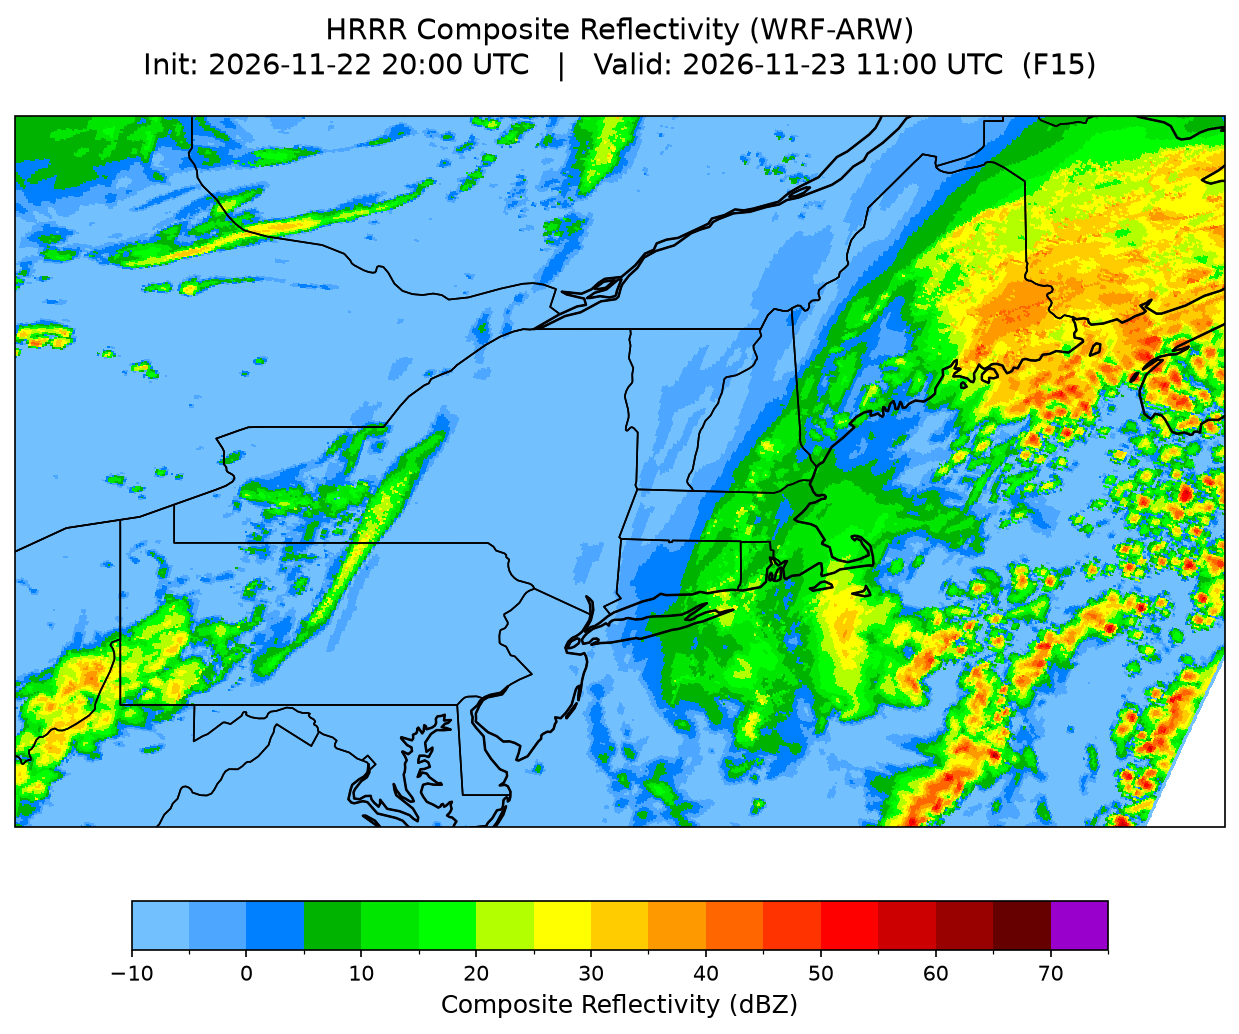 HRRR Composite Reflectivity (WRF-ARW)
Init: 2026-11-22 20:00 UTC | Valid: 2026-11-23 11:00 UTC (F15)
−10 0 10 20 30 40 50 60 70
Composite Reflectivity (dBZ)